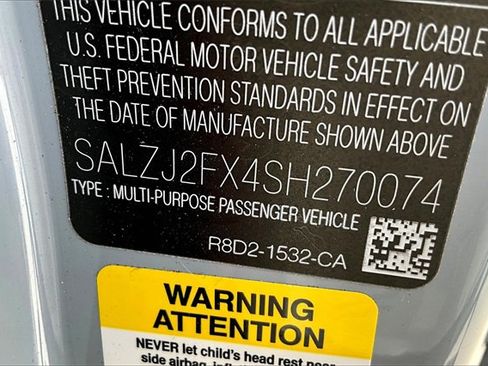 THIS VEHICLE CONFORMS TO ALL APPLICABLE
U.S. FEDERAL MOTOR VEHICLE SAFETY AND
THEFT PREVENTION STANDARDS IN EFFECT ON
THE DATE OF MANUFACTURE SHOWN ABOVE
SALZJ2FX4SH270074
TYPE : MULTI-PURPOSE PASSENGER VEHICLE
R8D2-1532-CA
WARNING
ATTENTION
NEVER let child's head rest near
side airbag,